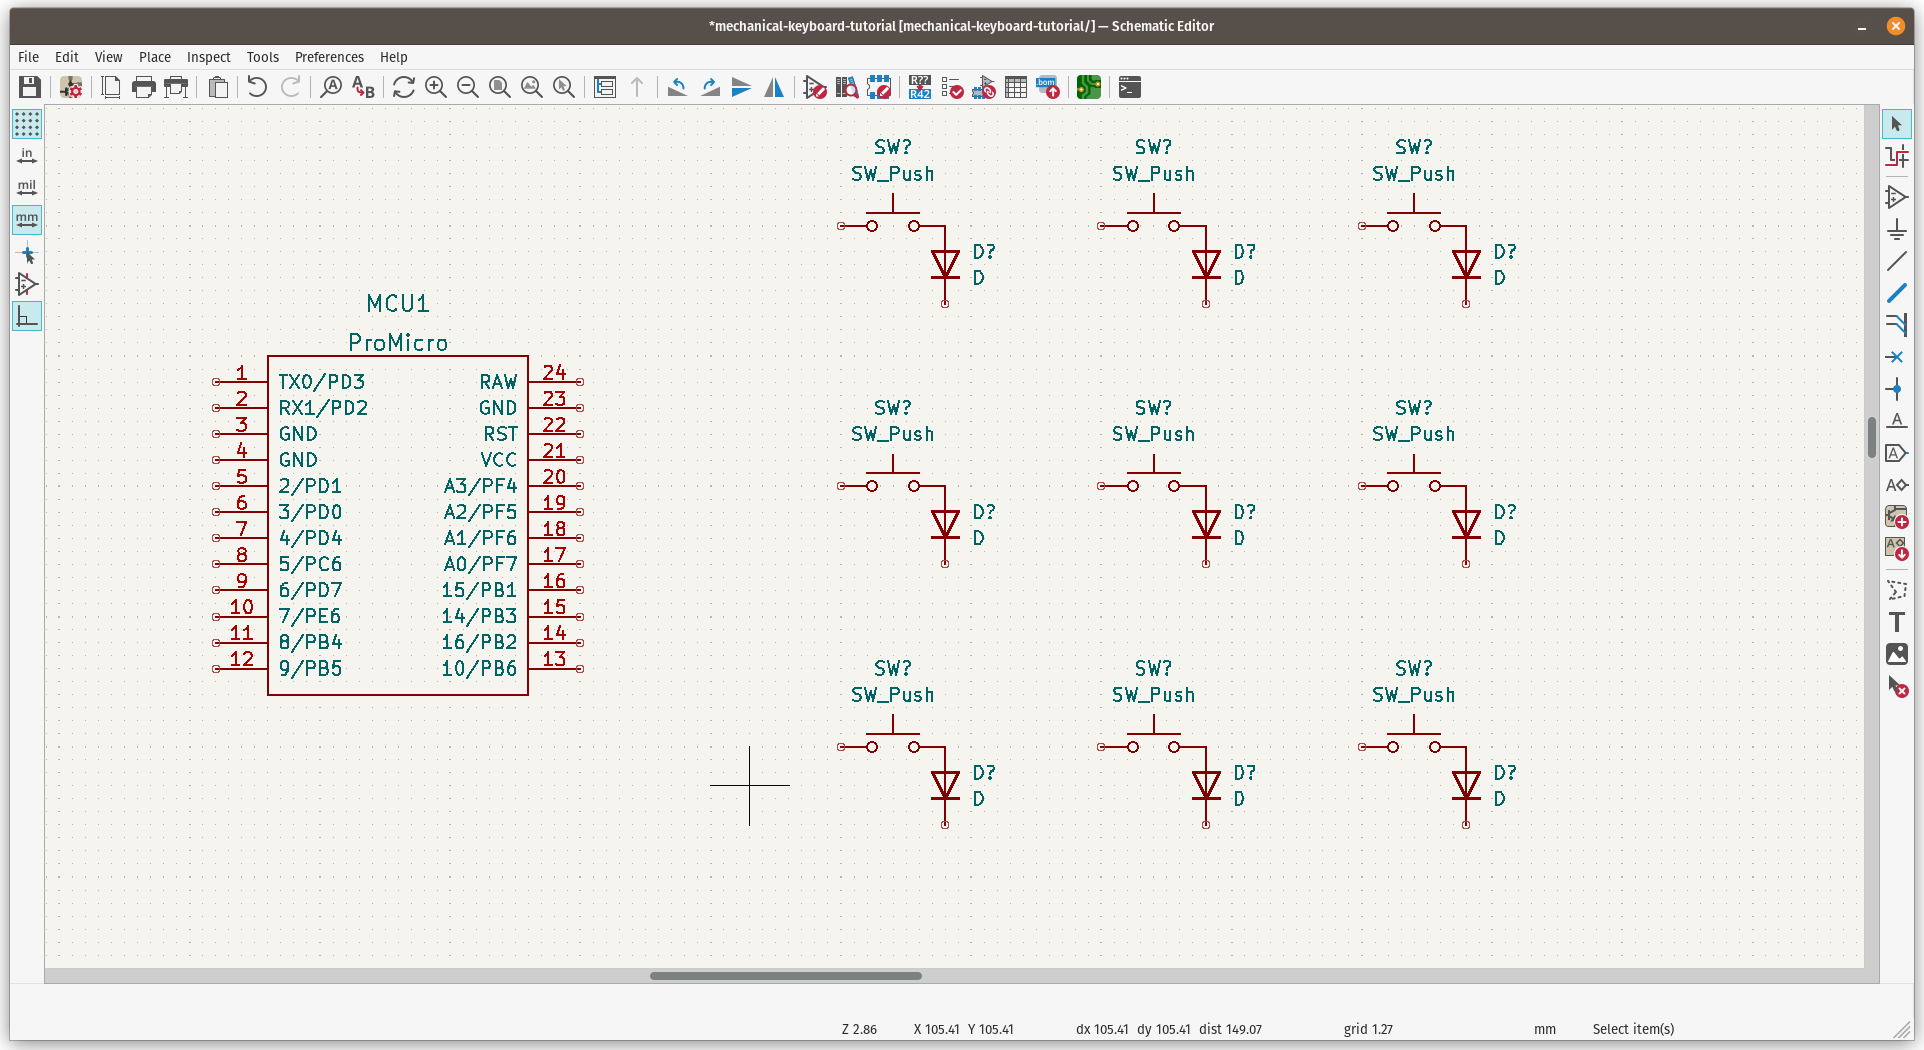 *mechanical-keyboard-tutorial [mechanical-keyboard-tutorial/] — Schematic Editor
File Edit View Place Inspect Tools Preferences Help
A
A B
R??
R42
bom
>_
in
mil
mm
A
A
A
A
T
SW? SW? SW?
SW_Push SW_Push SW_Push
D? D? D?
D D D
MCU1
ProMicro
1 TX0/PD3 RAW 24
2 RX1/PD2 GND 23
3 GND RST 22
4 GND VCC 21
5 2/PD1 A3/PF4 20
6 3/PD0 A2/PF5 19
7 4/PD4 A1/PF6 18
8 5/PC6 A0/PF7 17
9 6/PD7 15/PB1 16
10 7/PE6 14/PB3 15
11 8/PB4 16/PB2 14
12 9/PB5 10/PB6 13
SW? SW? SW?
SW_Push SW_Push SW_Push
D? D? D?
D D D
SW? SW? SW?
SW_Push SW_Push SW_Push
D? D? D?
D D D
Z 2.86 X 105.41 Y 105.41 dx 105.41 dy 105.41 dist 149.07 grid 1.27 mm Select item(s)